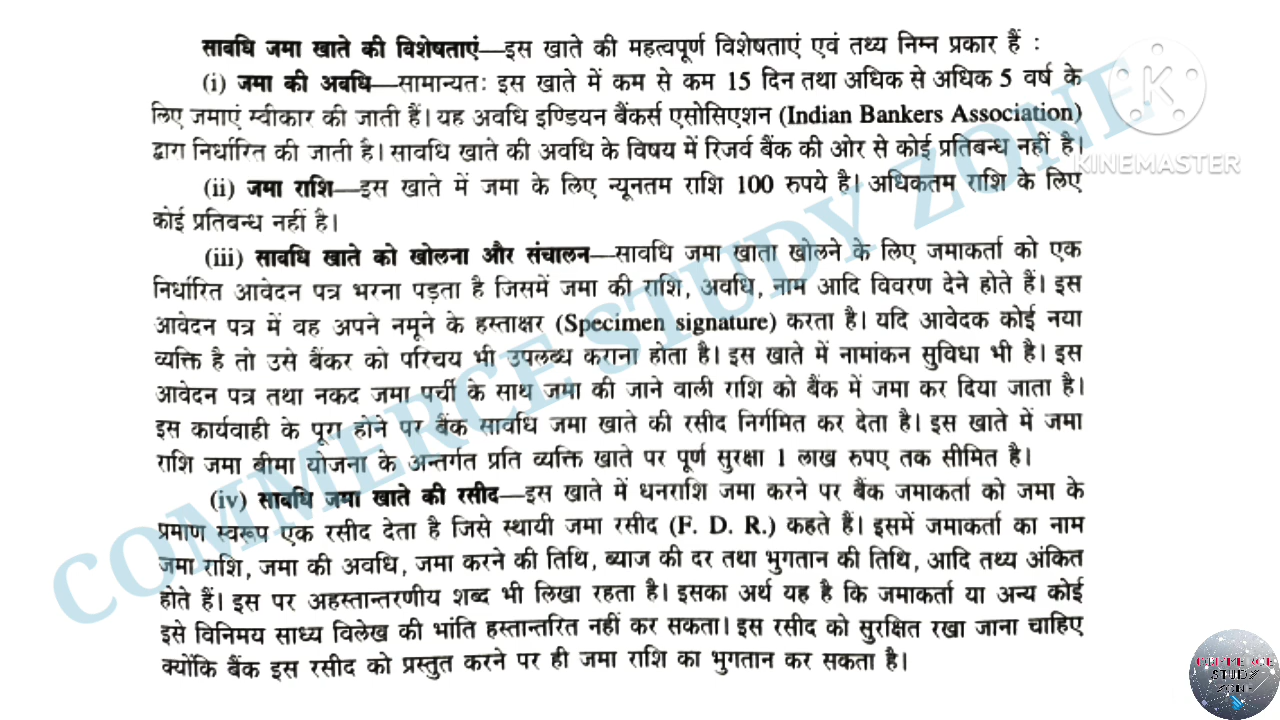 सावधि जमा खाते की विशेषताएं—इस खाते की महत्वपूर्ण विशेषताएं एवं तथ्य निम्न प्रकार हैं :
(i) जमा की अवधि—सामान्यतः इस खाते में कम से कम 15 दिन तथा अधिक से अधिक 5 वर्ष के
लिए जमाएं स्वीकार की जाती हैं। यह अवधि इण्डियन बैंकर्स एसोसिएशन (Indian Bankers Association)
द्वारा निर्धारित की जाती है। सावधि खाते की अवधि के विषय में रिजर्व बैंक की ओर से कोई प्रतिबन्ध नहीं है।
(ii) जमा राशि—इस खाते में जमा के लिए न्यूनतम राशि 100 रुपये है। अधिकतम राशि के लिए
कोई प्रतिबन्ध नहीं है।
(iii) सावधि खाते को खोलना और संचालन—सावधि जमा खाता खोलने के लिए जमाकर्ता को एक
निर्धारित आवेदन पत्र भरना पड़ता है जिसमें जमा की राशि, अवधि, नाम आदि विवरण देने होते हैं। इस
आवेदन पत्र में वह अपने नमूने के हस्ताक्षर (Specimen signature) करता है। यदि आवेदक कोई नया
व्यक्ति है तो उसे बैंकर को परिचय भी उपलब्ध कराना होता है। इस खाते में नामांकन सुविधा भी है। इस
आवेदन पत्र तथा नकद जमा पर्ची के साथ जमा की जाने वाली राशि को बैंक में जमा कर दिया जाता है।
इस कार्यवाही के पूरा होने पर बैंक सावधि जमा खाते की रसीद निर्गमित कर देता है। इस खाते में जमा
राशि जमा बीमा योजना के अन्तर्गत प्रति व्यक्ति खाते पर पूर्ण सुरक्षा 1 लाख रुपए तक सीमित है।
(iv) सावधि जमा खाते की रसीद—इस खाते में धनराशि जमा करने पर बैंक जमाकर्ता को जमा के
प्रमाण स्वरूप एक रसीद देता है जिसे स्थायी जमा रसीद (F. D. R.) कहते हैं। इसमें जमाकर्ता का नाम
जमा राशि, जमा की अवधि, जमा करने की तिथि, ब्याज की दर तथा भुगतान की तिथि, आदि तथ्य अंकित
होते हैं। इस पर अहस्तान्तरणीय शब्द भी लिखा रहता है। इसका अर्थ यह है कि जमाकर्ता या अन्य कोई
इसे विनिमय साध्य विलेख की भांति हस्तान्तरित नहीं कर सकता। इस रसीद को सुरक्षित रखा जाना चाहिए
क्योंकि बैंक इस रसीद को प्रस्तुत करने पर ही जमा राशि का भुगतान कर सकता है।
COMMERCE STUDY ZONE
K
KINEMASTER
COMMERCE
STUDY
ZONE